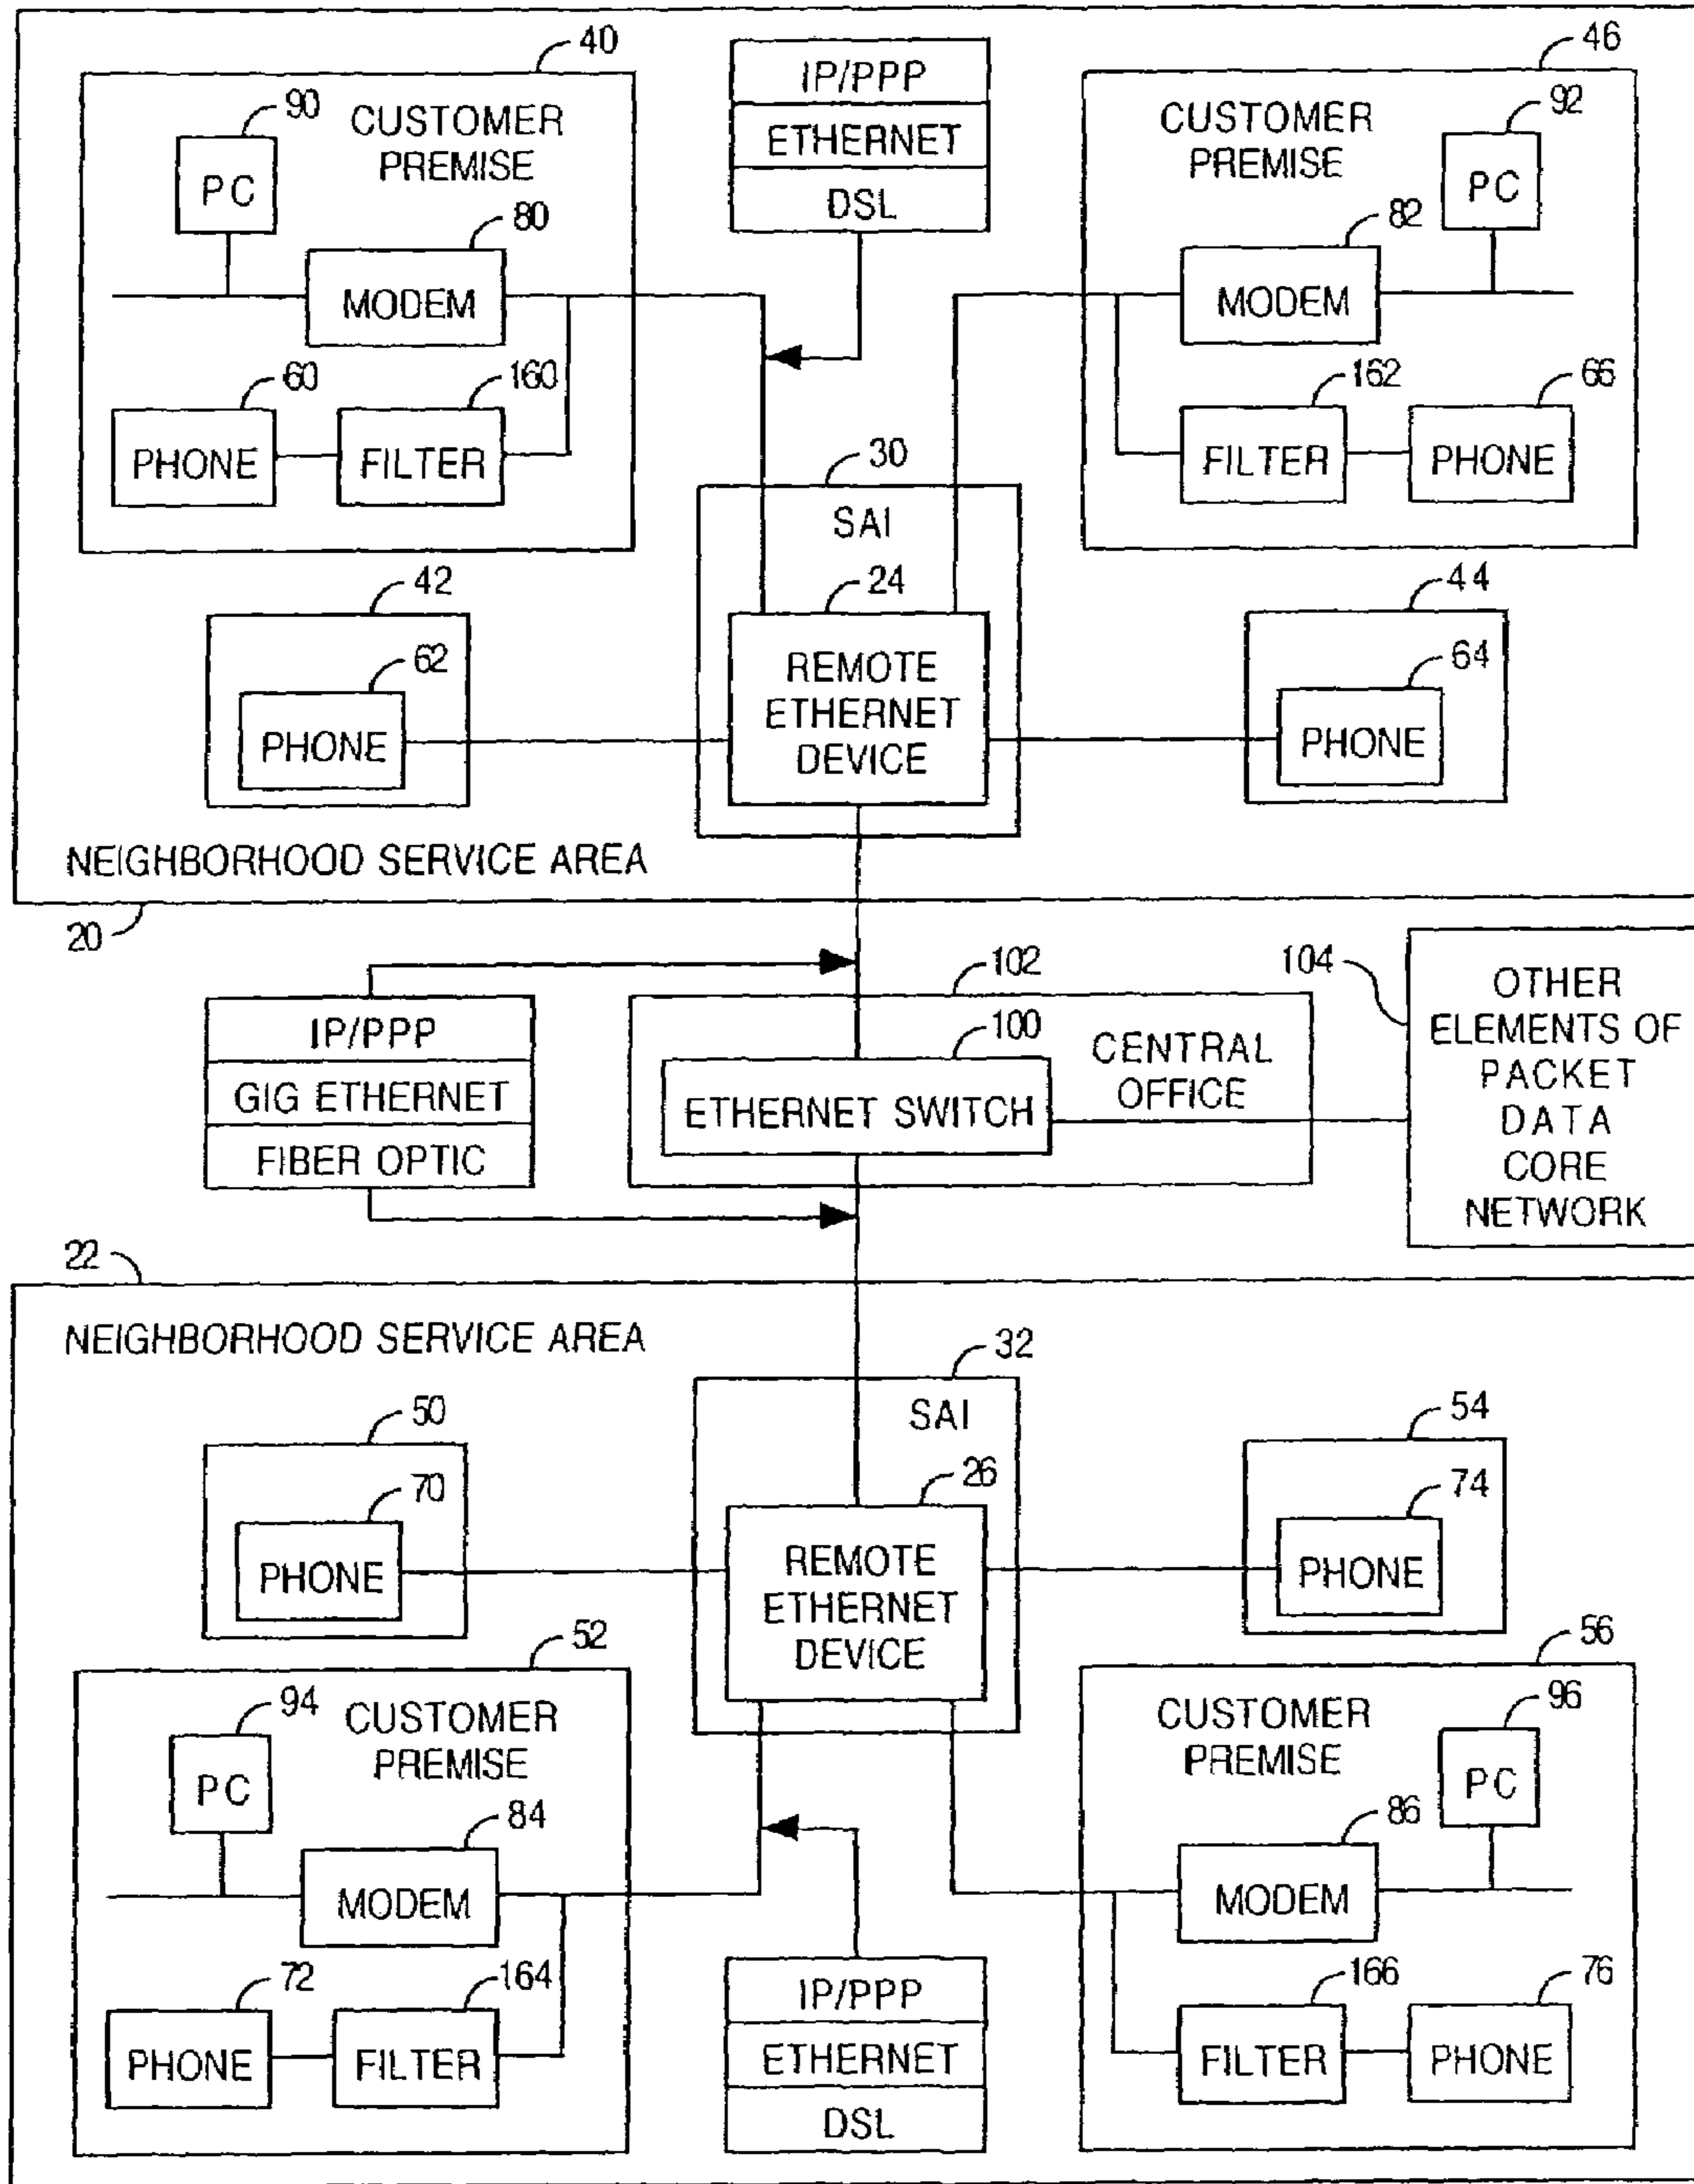 40
46
90
CUSTOMER
PREMISE
PC
IP/PPP
ETHERNET
DSL
CUSTOMER
PREMISE
92
PC
80
MODEM
82
MODEM
60
PHONE
160
FILTER
162
FILTER
66
PHONE
30
SAI
42
62
PHONE
24
REMOTE
ETHERNET
DEVICE
44
64
PHONE
NEIGHBORHOOD SERVICE AREA
20
IP/PPP
GIG ETHERNET
FIBER OPTIC
102
100
ETHERNET SWITCH
CENTRAL
OFFICE
104
OTHER
ELEMENTS OF
PACKET
DATA
CORE
NETWORK
22
NEIGHBORHOOD SERVICE AREA
32
SAI
50
70
PHONE
26
REMOTE
ETHERNET
DEVICE
54
74
PHONE
52
56
94
CUSTOMER
PREMISE
PC
CUSTOMER
PREMISE
96
PC
84
MODEM
86
MODEM
72
PHONE
164
FILTER
IP/PPP
ETHERNET
DSL
166
FILTER
76
PHONE